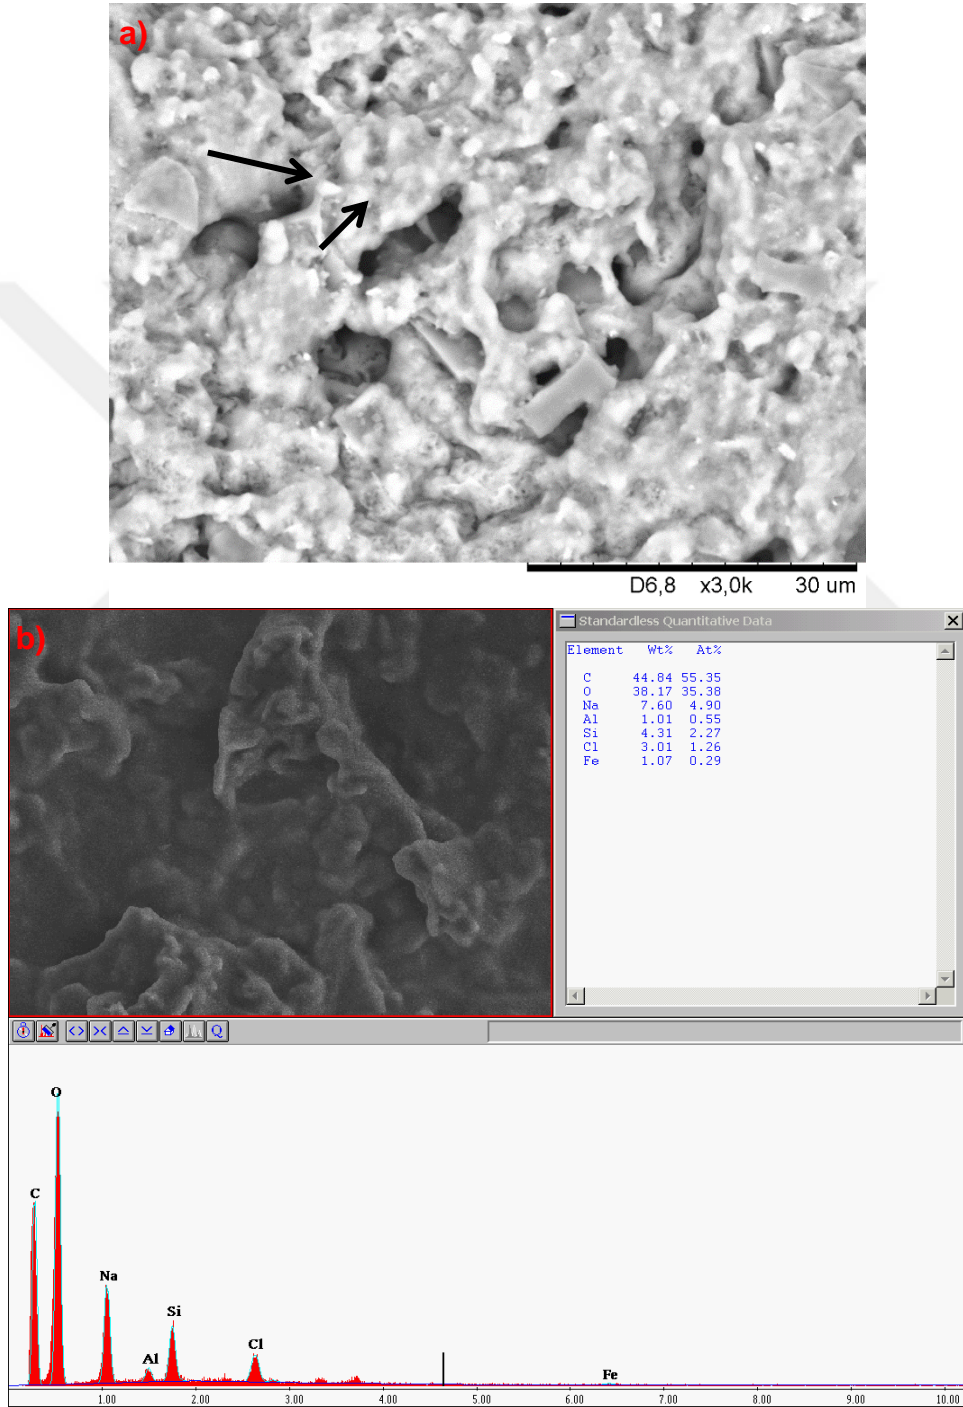 a)
D6,8 x3,0k 30 um
b)
Standardless Quantitative Data
Element Wt% At%
C 44.84 55.35
O 38.17 35.38
Na 7.60 4.90
Al 1.01 0.55
Si 4.31 2.27
Cl 3.01 1.26
Fe 1.07 0.29
Q
O
C
Na
Si
Al
Cl
Fe
1.00 2.00 3.00 4.00 5.00 6.00 7.00 8.00 9.00 10.00